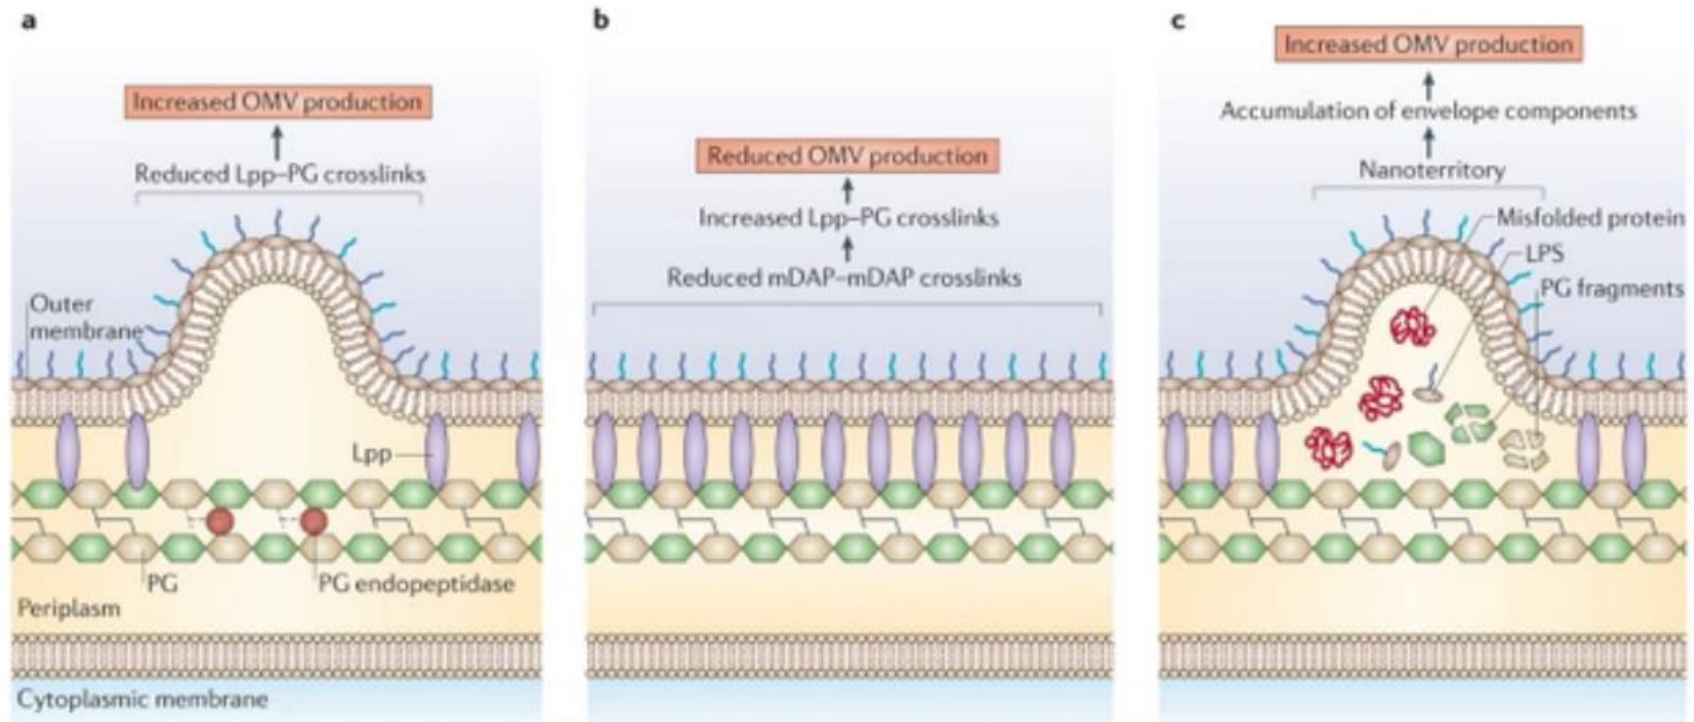 a
Increased OMV production
Reduced Lpp–PG crosslinks
Outer
membrane
Lpp
PG
PG endopeptidase
Periplasm
Cytoplasmic membrane
b
Reduced OMV production
Increased Lpp–PG crosslinks
Reduced mDAP–mDAP crosslinks
c
Increased OMV production
Accumulation of envelope components
Nanoterritory
Misfolded protein
LPS
PG fragments